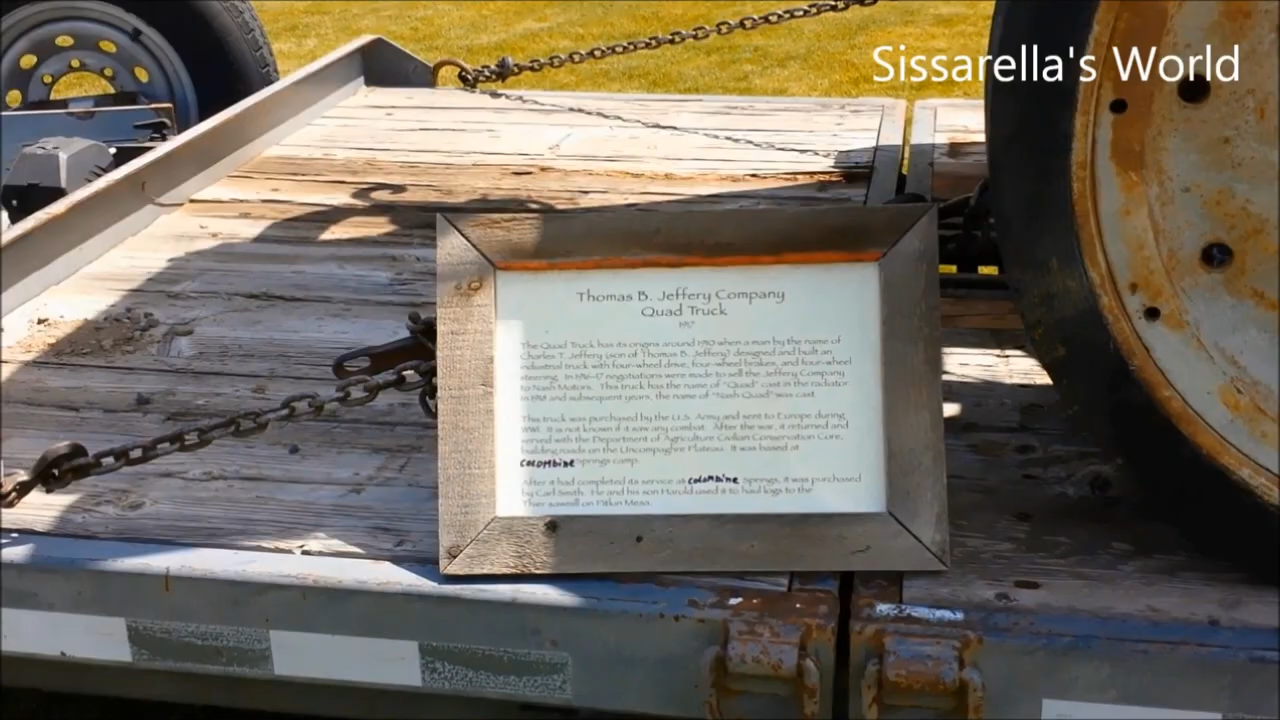 Sissarella's World
Thomas B. Jeffery Company
Quad Truck
1917
The Quad Truck has its origins around 1910 when a man by the name of
Charles T. Jeffery (son of Thomas B. Jeffery) designed and built an
industrial truck with four-wheel drive, four-wheel brakes, and four-wheel
steering. In 1916-17 negotiations were made to sell the Jeffery Company
to Nash Motors. This truck has the name of "Quad" cast in the radiator
In 1918 and subsequent years, the name of "Nash Quad" was cast.
This truck was purchased by the U.S. Army and sent to Europe during
WWI. It is not known if it saw any combat. After the war, it returned and
served with the Department of Agriculture Civilian Conservation Core,
building roads on the Uncompaghre Plateau. It was based at
COLOMBINE Springs camp.
After it had completed its service at COLOMBINE Springs, it was purchased
by Carl Smith. He and his son Harold used it to haul logs to the
Thier sawmill on Pitkin Mesa.